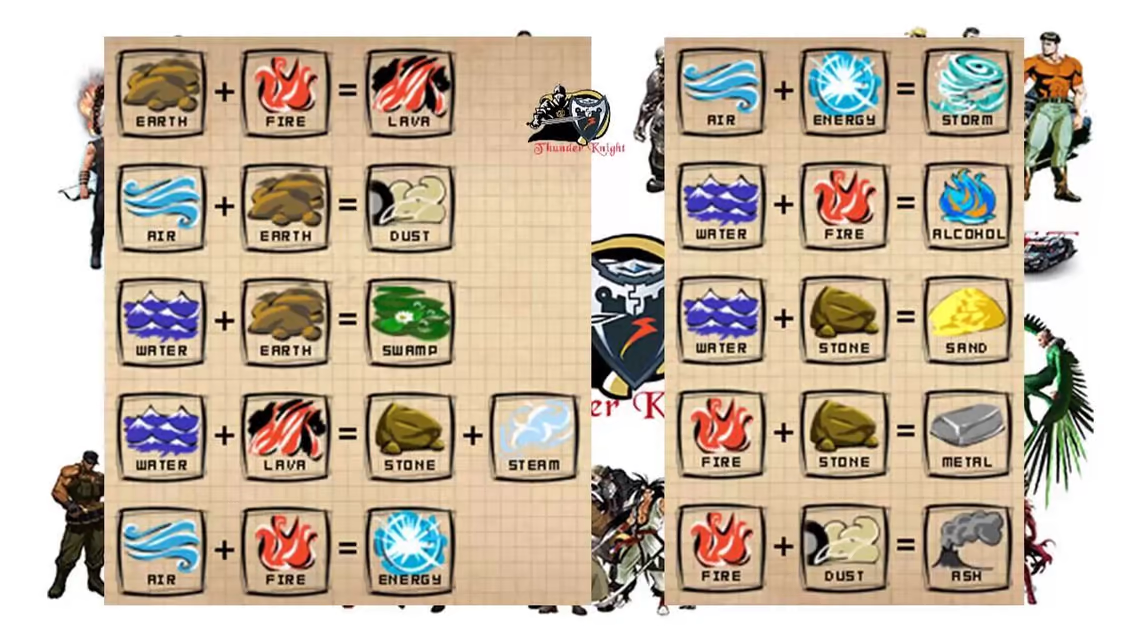 EARTH + FIRE = LAVA
AIR + EARTH = DUST
WATER + EARTH = SWAMP
WATER + LAVA = STONE + STEAM
AIR + FIRE = ENERGY
Thunder Knight
er K
AIR + ENERGY = STORM
WATER + FIRE = ALCOHOL
WATER + STONE = SAND
FIRE + STONE = METAL
FIRE + DUST = ASH